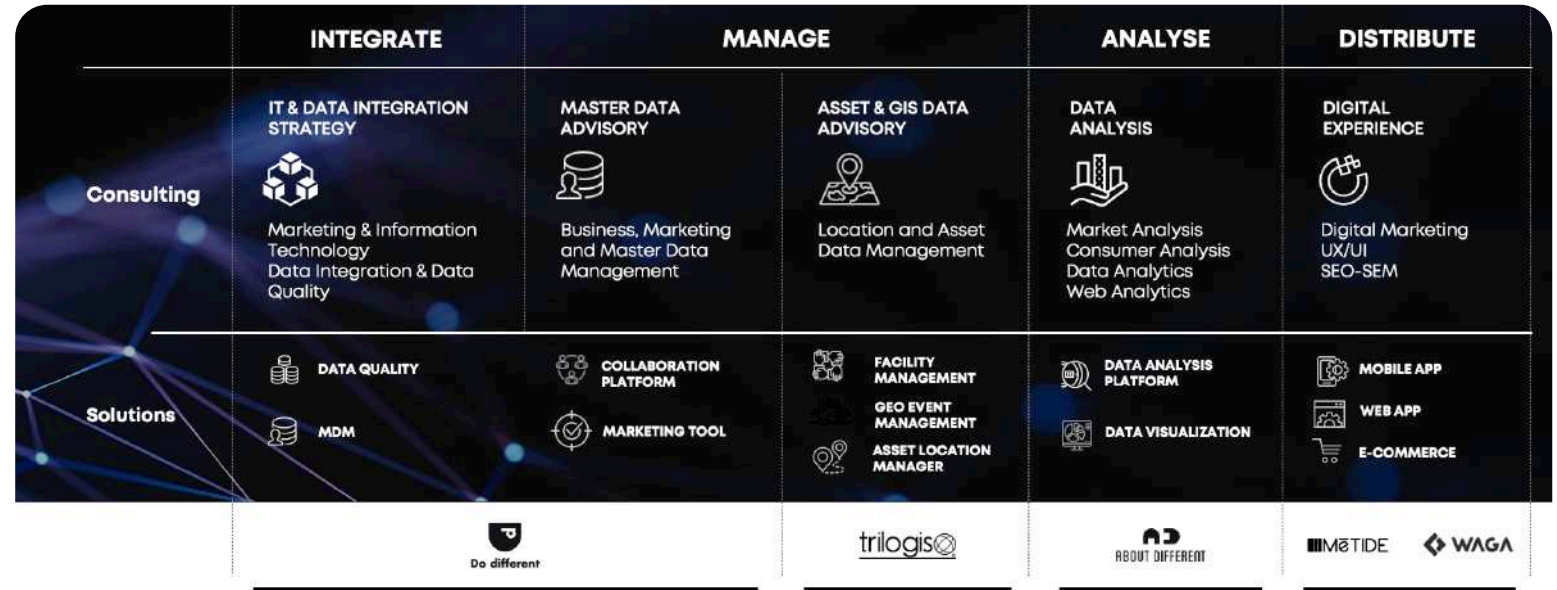 INTEGRATE
MANAGE
ANALYSE
DISTRIBUTE
Consulting
IT & DATA INTEGRATION
STRATEGY
Marketing & Information
Technology
Data Integration & Data
Quality
MASTER DATA
ADVISORY
Business, Marketing
and Master Data
Management
ASSET & GIS DATA
ADVISORY
Location and Asset
Data Management
DATA
ANALYSIS
Market Analysis
Consumer Analysis
Data Analytics
Web Analytics
DIGITAL
EXPERIENCE
Digital Marketing
UX/UI
SEO-SEM
Solutions
DATA QUALITY
MDM
COLLABORATION
PLATFORM
MARKETING TOOL
FACILITY
MANAGEMENT
GEO EVENT
MANAGEMENT
ASSET LOCATION
MANAGER
DATA ANALYSIS
PLATFORM
DATA VISUALIZATION
MOBILE APP
WEB APP
E-COMMERCE
Do different
trilogis
ABOUT DIFFERENT
MēTIDE
WAGA